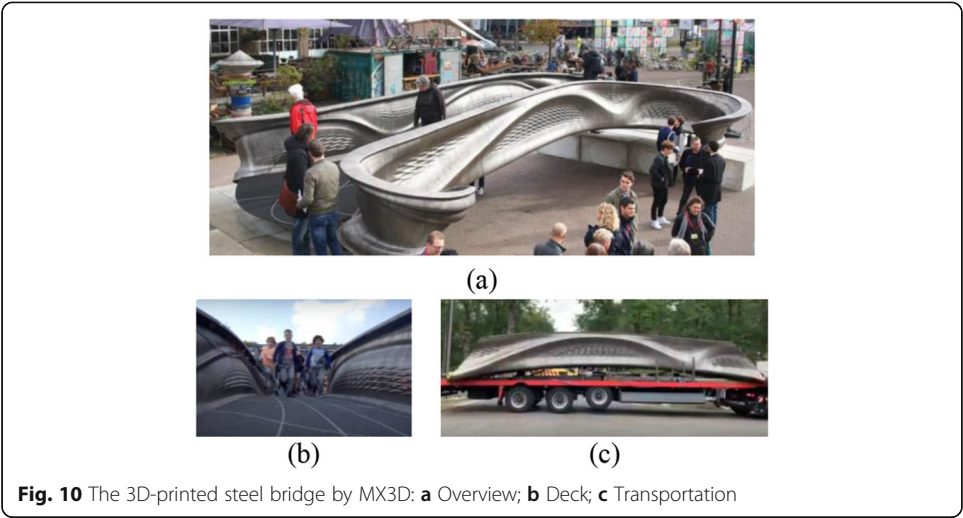 (a)
(b)
(c)
Fig. 10 The 3D-printed steel bridge by MX3D: a Overview; b Deck; c Transportation